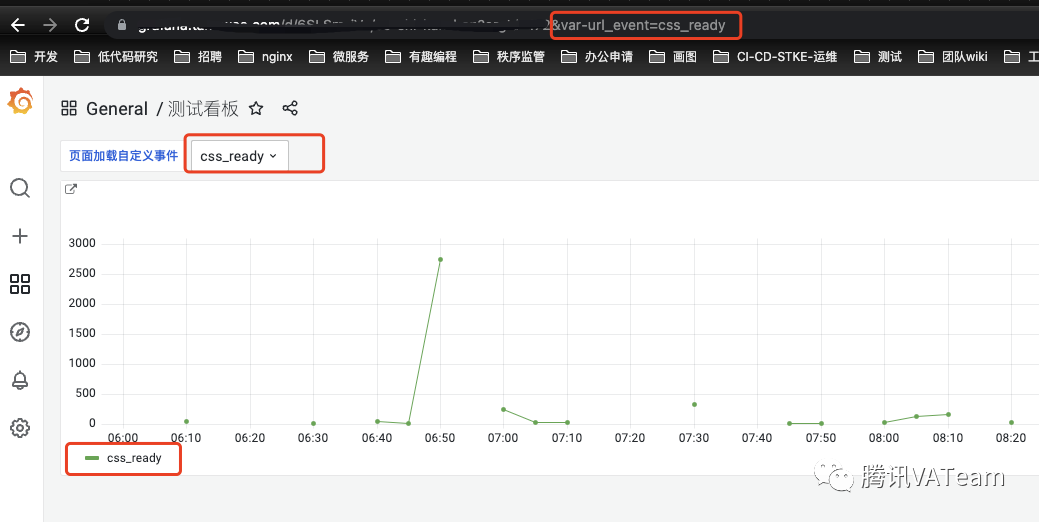 &var-url_event=css_ready
开发 低代码研究 招聘 nginx 微服务 有趣编程 秩序监管 办公申请 画图 CI-CD-STKE-运维 测试 团队wiki
General / 测试看板
页面加载自定义事件 css_ready
3000
2500
2000
1500
1000
500
0
06:00 06:10 06:20 06:30 06:40 06:50 07:00 07:10 07:20 07:30 07:40 07:50 08:00 08:10 08:20
css_ready
腾讯VATeam